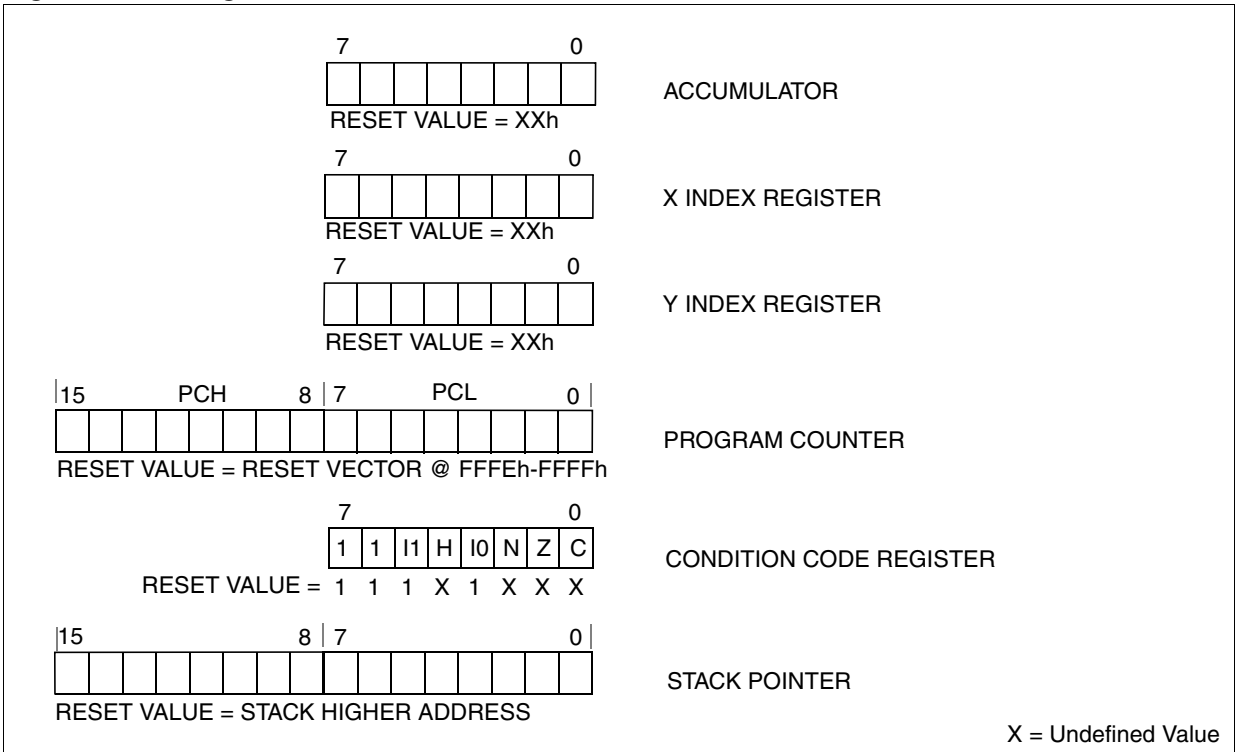 7 0
ACCUMULATOR
RESET VALUE = XXh
7 0
X INDEX REGISTER
RESET VALUE = XXh
7 0
Y INDEX REGISTER
RESET VALUE = XXh
15 PCH 8 7 PCL 0
PROGRAM COUNTER
RESET VALUE = RESET VECTOR @ FFFEh-FFFFh
7 0
1 1 I1 H I0 N Z C
CONDITION CODE REGISTER
RESET VALUE = 1 1 1 X 1 X X X
15 8 7 0
STACK POINTER
RESET VALUE = STACK HIGHER ADDRESS
X = Undefined Value